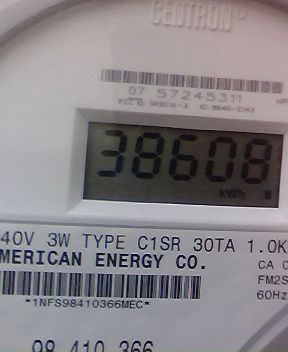 CENTRON®
07 57245311
38608
kWh
40V 3W TYPE C1SR 30TA 1.0K
MERICAN ENERGY CO.
CA 0
FM2S
60Hz
*1NFS98410366MEC*
98 410 366